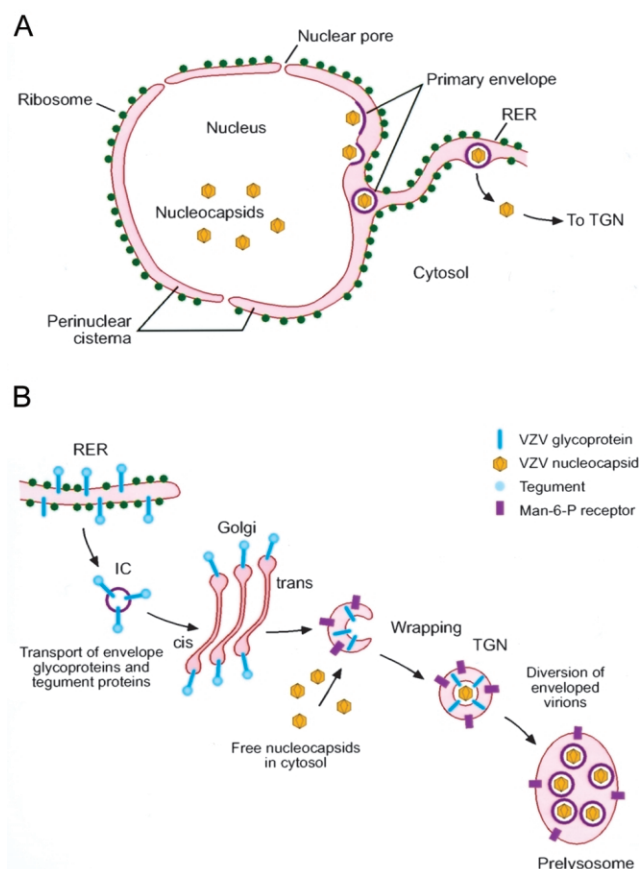 A
Nuclear pore
Ribosome
Primary envelope
Nucleus
RER
Nucleocapsids
To TGN
Cytosol
Perinuclear
cisterna
B
RER
VZV glycoprotein
VZV nucleocapsid
Tegument
Man-6-P receptor
Golgi
IC
trans
cis
Wrapping
TGN
Transport of envelope
glycoproteins and
tegument proteins
Diversion of
enveloped
virions
Free nucleocapsids
in cytosol
Prelysosome